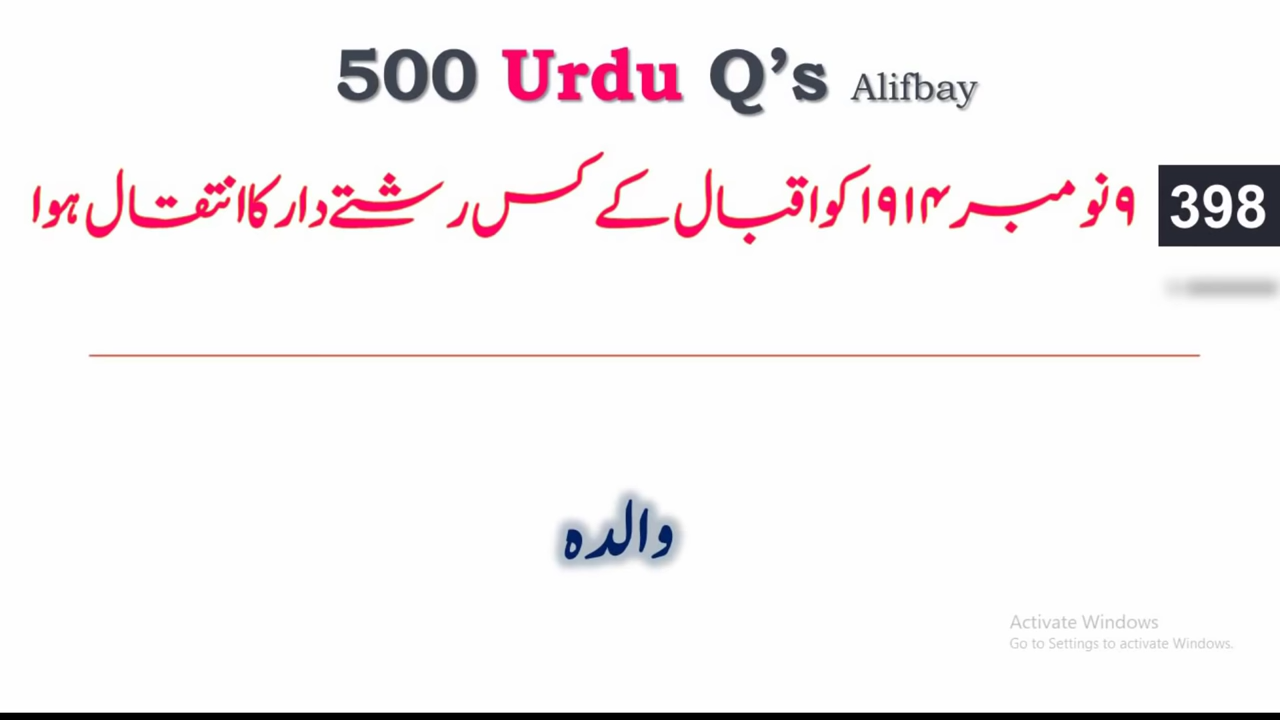 500 Urdu Q’s Alifbay
398 ۹ نومبر ۱۹۱۴ کو اقبال کے کس رشتے دار کا انتقال ہوا
والدہ
Activate Windows
Go to Settings to activate Windows.